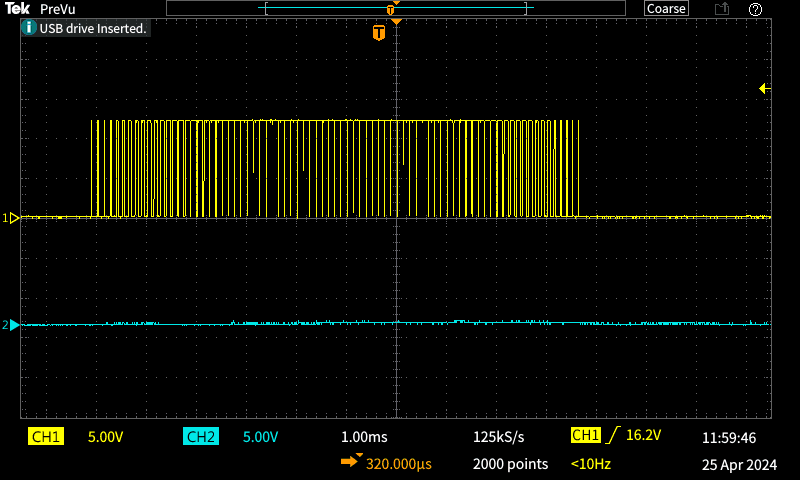 Tek PreVu T Coarse ?
i USB drive Inserted.
T
1
2
CH1 5.00V CH2 5.00V 1.00ms 125kS/s CH1 16.2V 11:59:46
320.000µs 2000 points <10Hz 25 Apr 2024